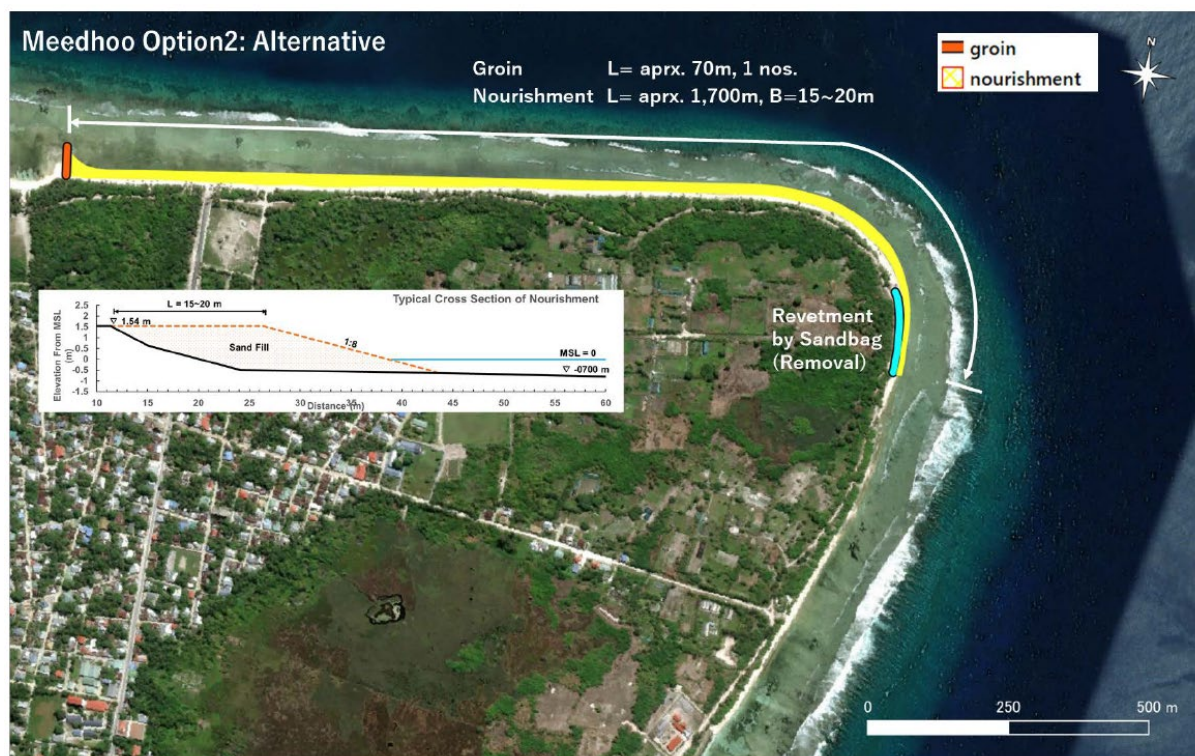 Meedhoo Option2: Alternative
Groin L= aprx. 70m, 1 nos.
Nourishment L= aprx. 1,700m, B=15~20m
groin
nourishment
N
Typical Cross Section of Nourishment
L = 15~20 m
1.54 m
1:8
Sand Fill
MSL = 0
-0700 m
Elevation From MSL
(m)
2.5
2
1.5
1
0.5
0
-0.5
-1
-1.5
10 15 20 25 30 35 40 45 50 55 60
Distance (m)
Revetment
by Sandbag
(Removal)
0 250 500 m